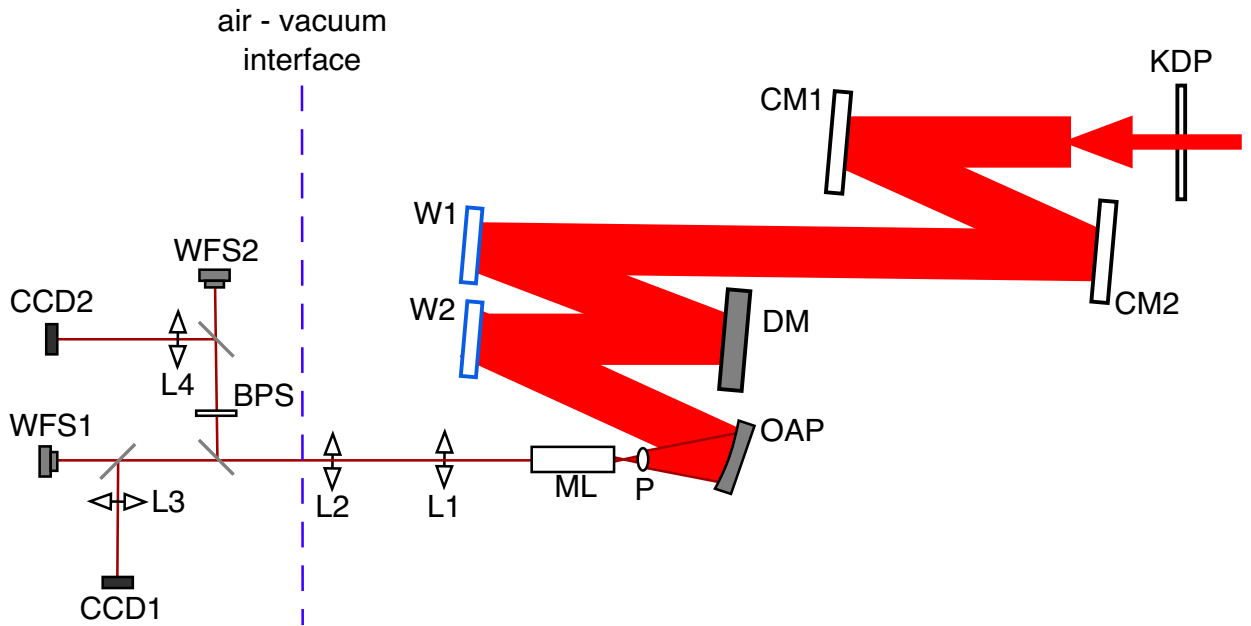 air - vacuum
interface
KDP
CM1
W1
WFS2
CCD2
W2
DM
CM2
L4
BPS
WFS1
OAP
ML
P
L3
L2
L1
CCD1